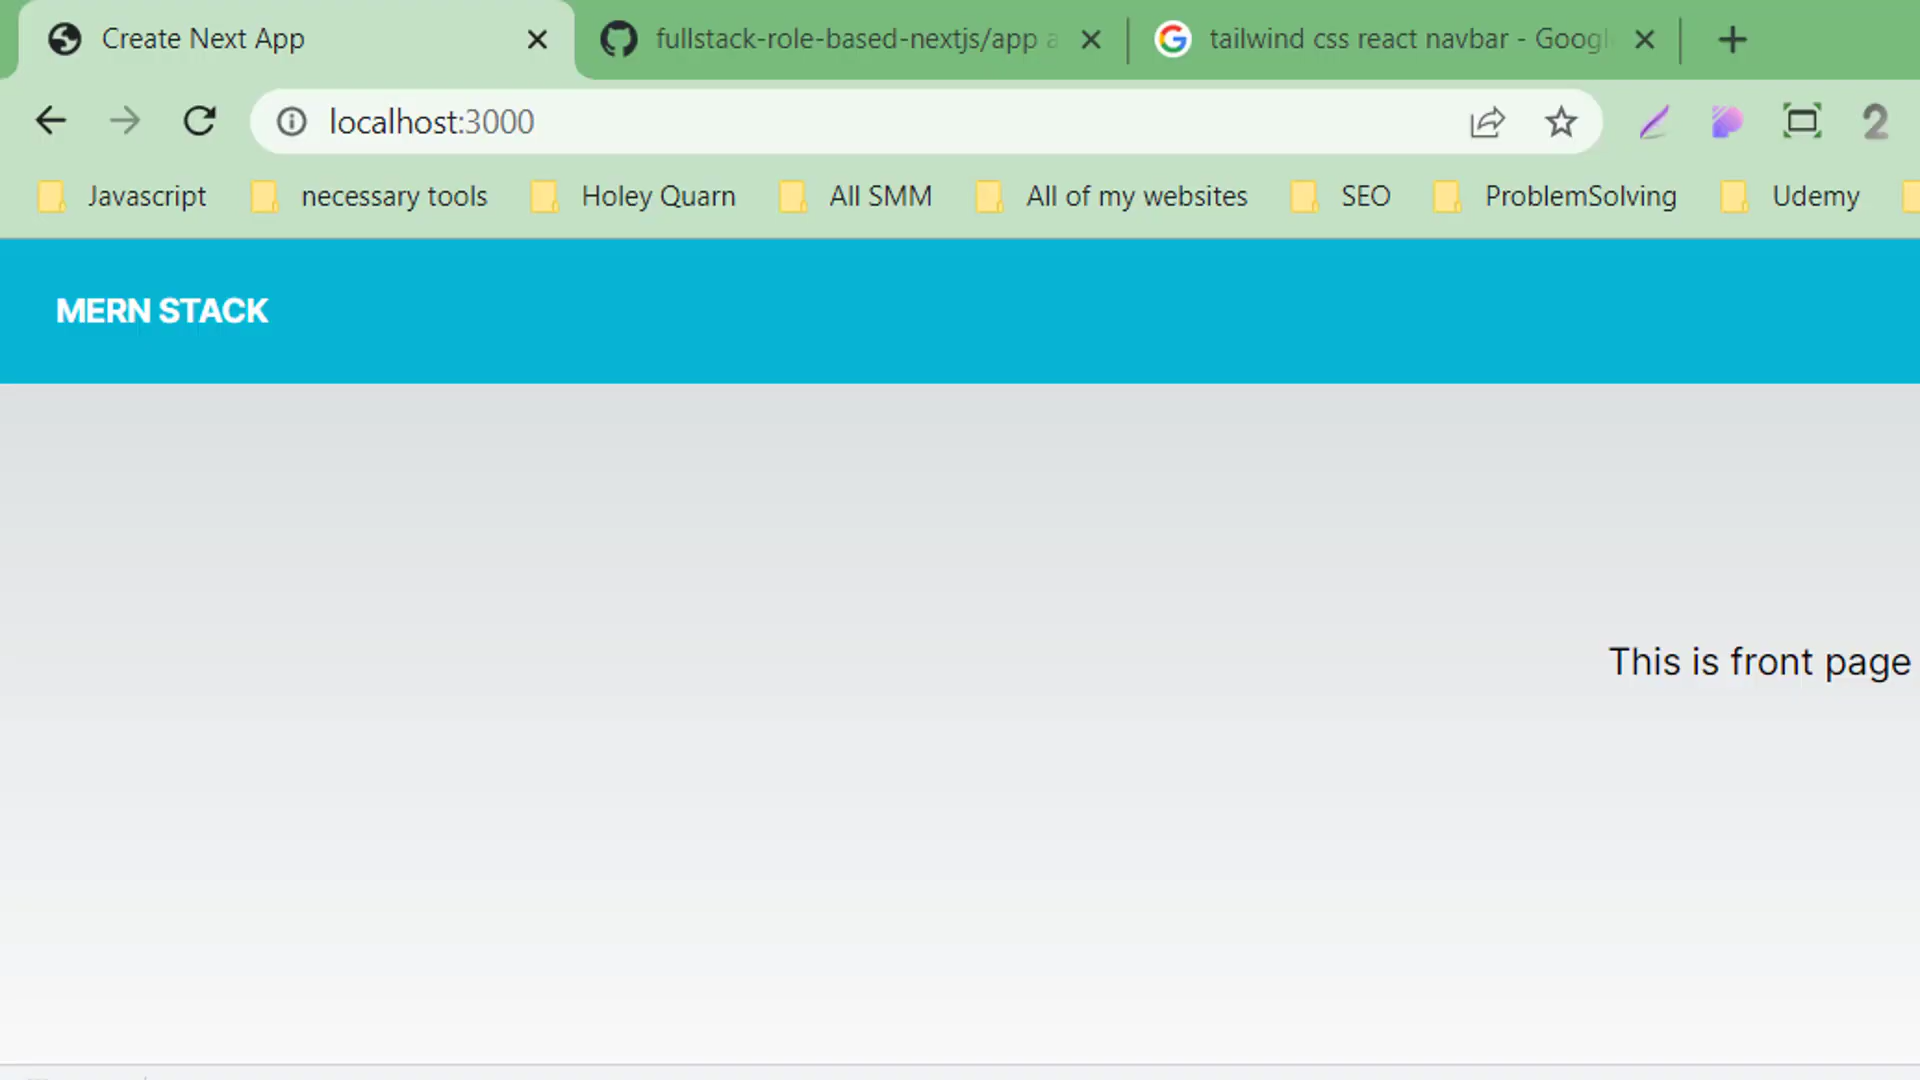 Create Next App
fullstack-role-based-nextjs/app a
tailwind css react navbar - Googl
localhost:3000
2
Javascript
necessary tools
Holey Quarn
All SMM
All of my websites
SEO
ProblemSolving
Udemy
MERN STACK
This is front page